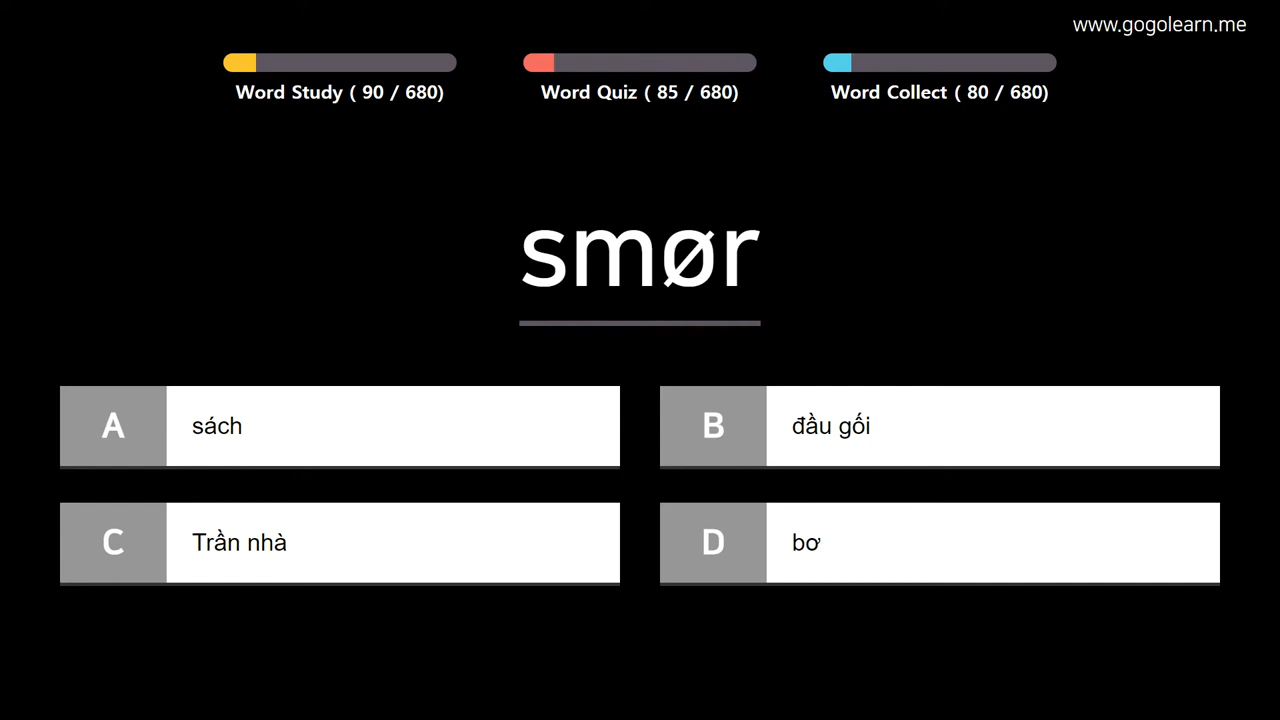 www.gogolearn.me
Word Study ( 90 / 680)
Word Quiz ( 85 / 680)
Word Collect ( 80 / 680)
smør
A sách
B đầu gối
C Trần nhà
D bơ